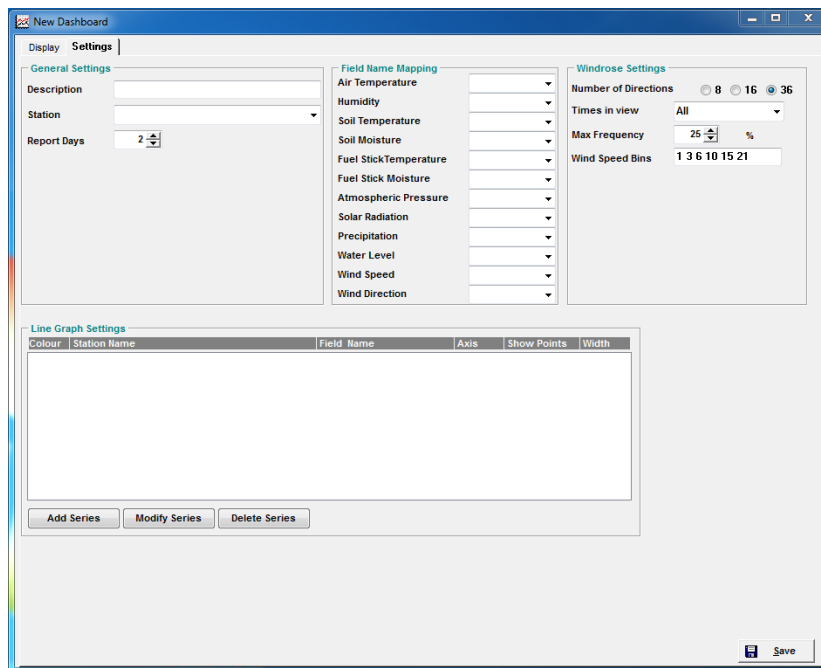 New Dashboard
Display Settings
General Settings
Description
Station
Report Days 2
Field Name Mapping
Air Temperature
Humidity
Soil Temperature
Soil Moisture
Fuel StickTemperature
Fuel Stick Moisture
Atmospheric Pressure
Solar Radiation
Precipitation
Water Level
Wind Speed
Wind Direction
Windrose Settings
Number of Directions 8 16 36
Times in view All
Max Frequency 25 %
Wind Speed Bins 1 3 6 10 15 21
Line Graph Settings
Colour Station Name Field Name Axis Show Points Width
Add Series Modify Series Delete Series
Save